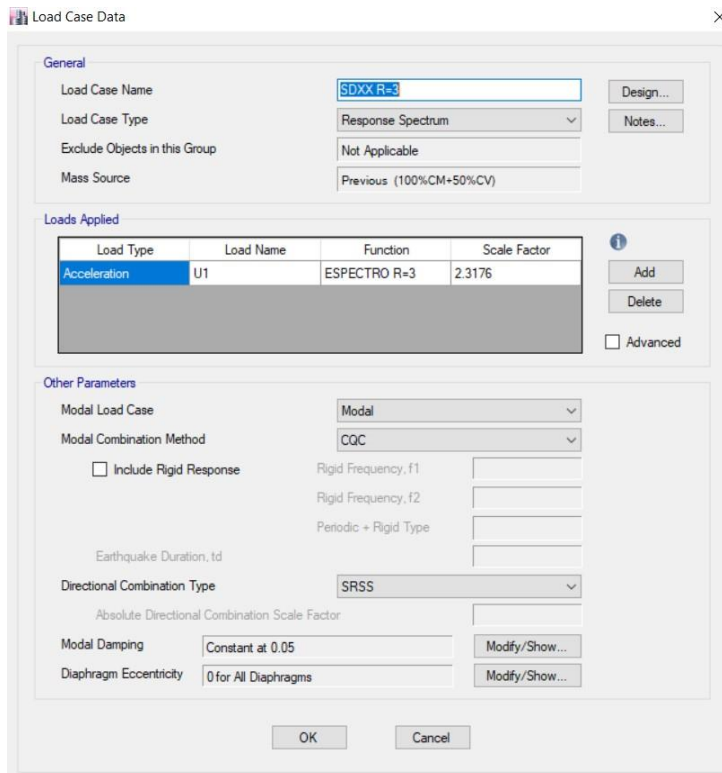 Load Case Data
General
Load Case Name SDXX R=3 Design...
Load Case Type Response Spectrum Notes...
Exclude Objects in this Group Not Applicable
Mass Source Previous (100%CM+50%CV)
Loads Applied
Load Type Load Name Function Scale Factor
Acceleration U1 ESPECTRO R=3 2.3176
Add
Delete
Advanced
Other Parameters
Modal Load Case Modal
Modal Combination Method CQC
Include Rigid Response Rigid Frequency, f1
Rigid Frequency, f2
Periodic + Rigid Type
Earthquake Duration, td
Directional Combination Type SRSS
Absolute Directional Combination Scale Factor
Modal Damping Constant at 0.05 Modify/Show...
Diaphragm Eccentricity 0 for All Diaphragms Modify/Show...
OK Cancel